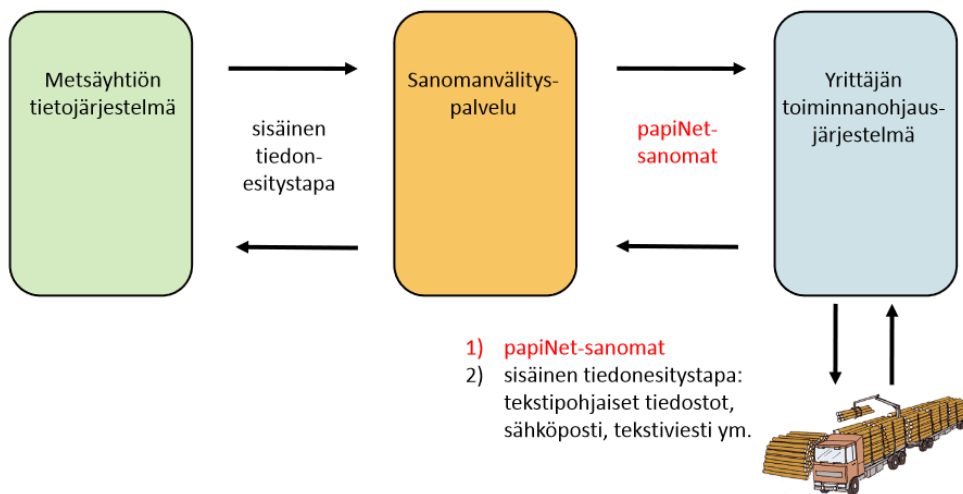 Metsäyhtiön
tietojärjestelmä
sisäinen
tiedon-
esitystapa
Sanomanvälitys-
palvelu
papiNet-
sanomat
Yrittäjän
toiminnanohjaus-
järjestelmä
1) papiNet-sanomat
2) sisäinen tiedonesitystapa:
tekstipohjaiset tiedostot,
sähköposti, tekstiviesti ym.